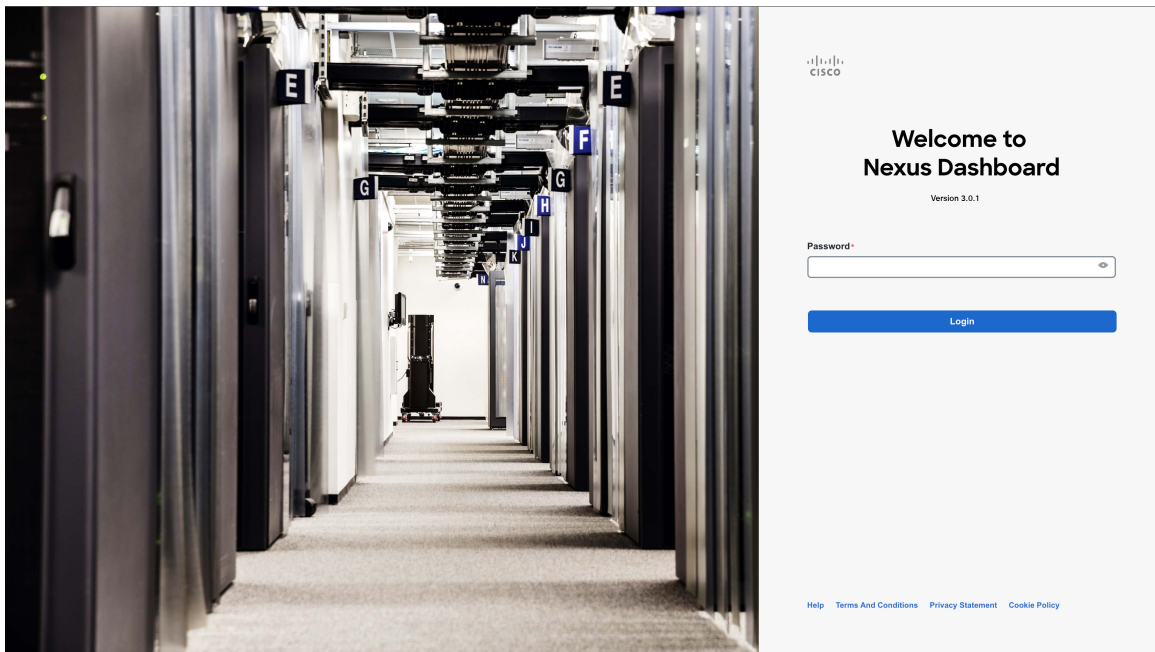 E
E
F
G
G
H
I
J
K
N
CISCO
Welcome to
Nexus Dashboard
Version 3.0.1
Password*
Login
Help Terms And Conditions Privacy Statement Cookie Policy